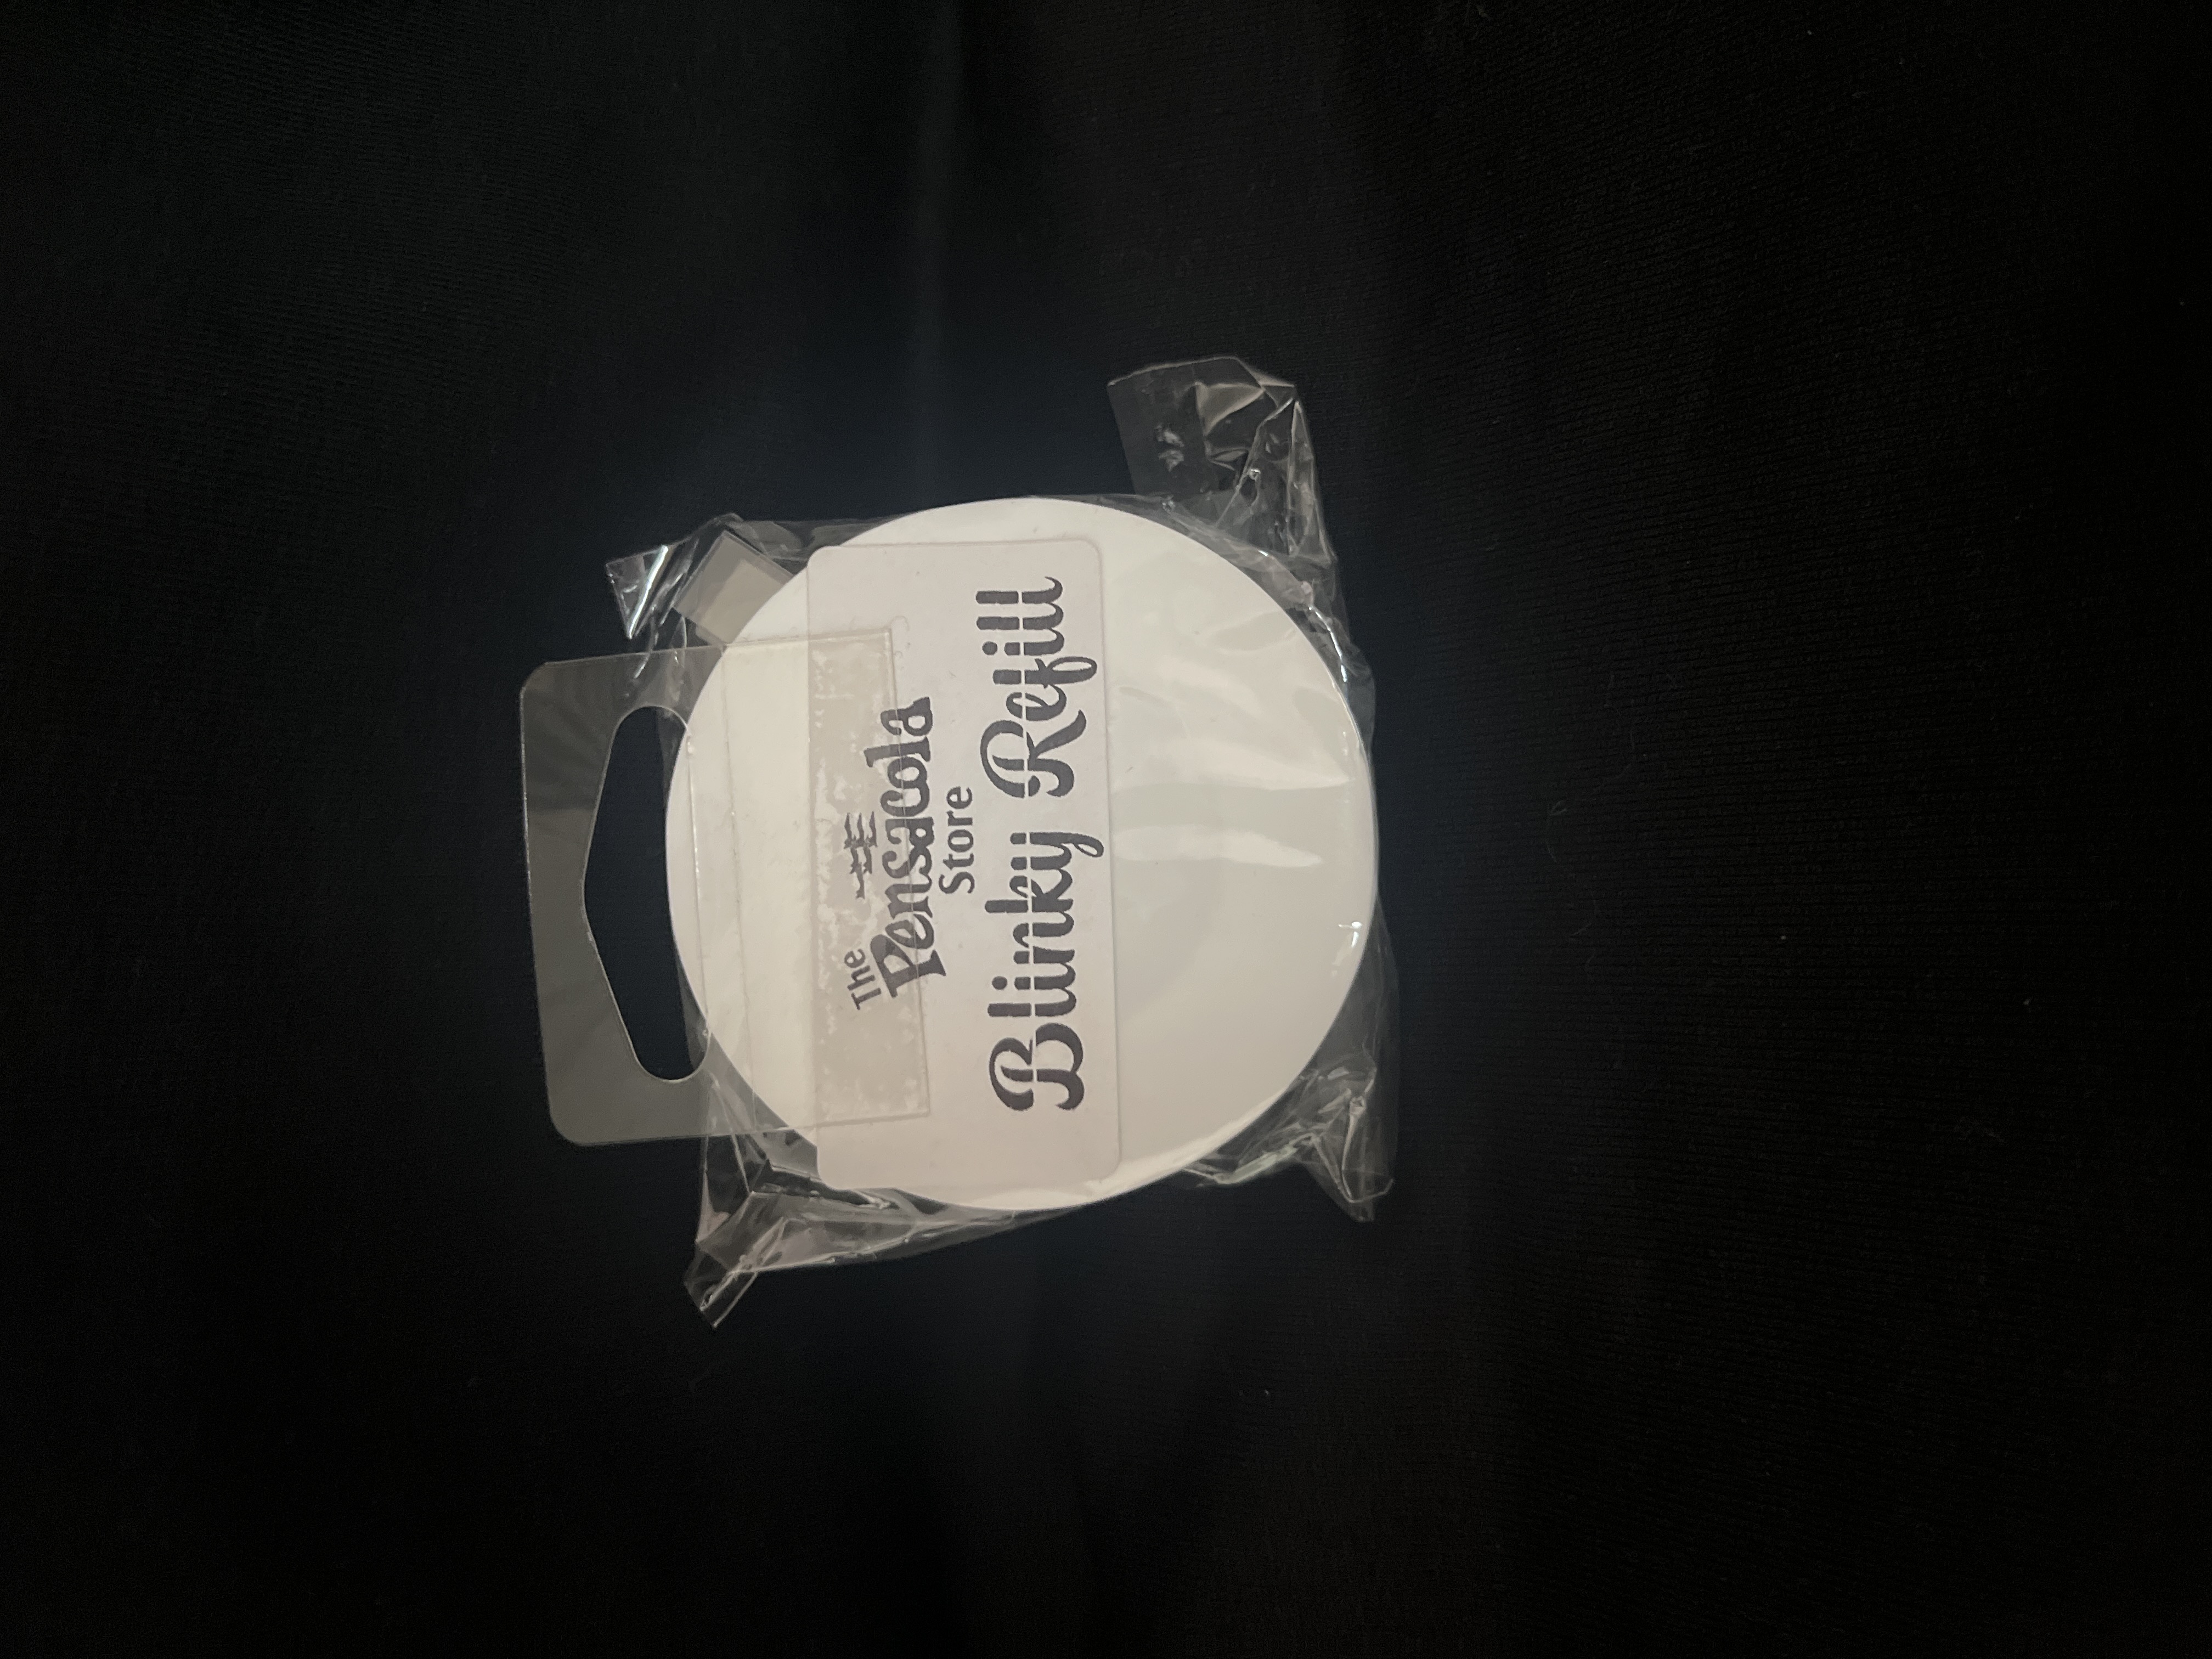 The
Pensacola
Store
Blinky Refill